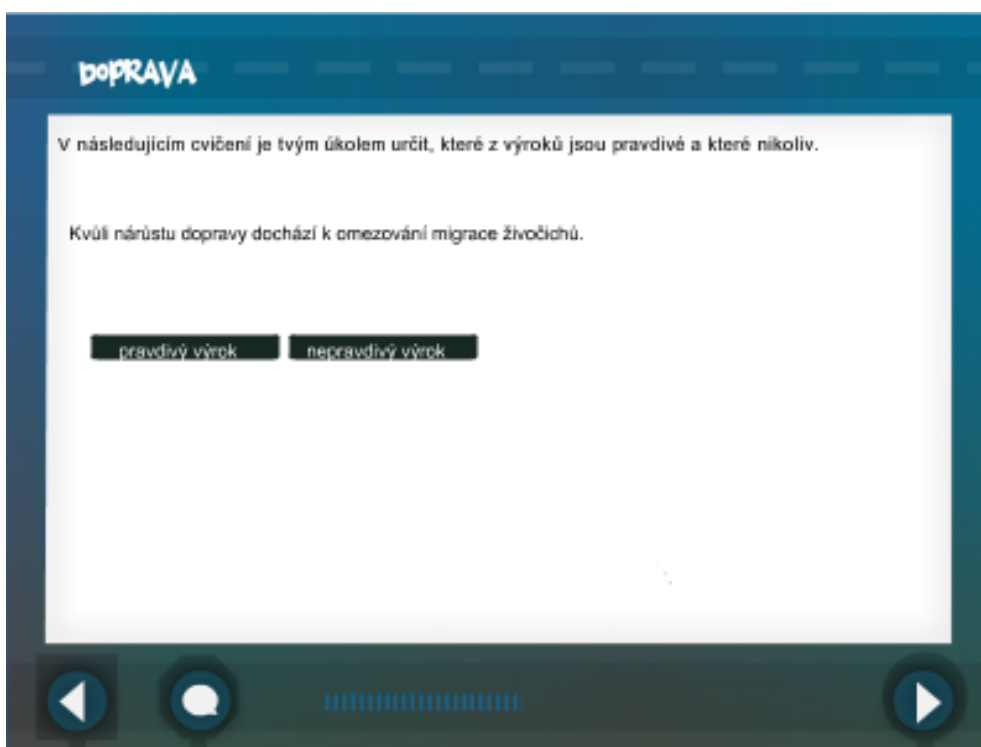 DOPRAVA
V následujícím cvičení je tvým úkolem určit, které z výroků jsou pravdivé a které nikoliv.
Kvůli nárůstu dopravy dochází k omezování migrace živočichů.
pravdivý výrok nepravdivý výrok